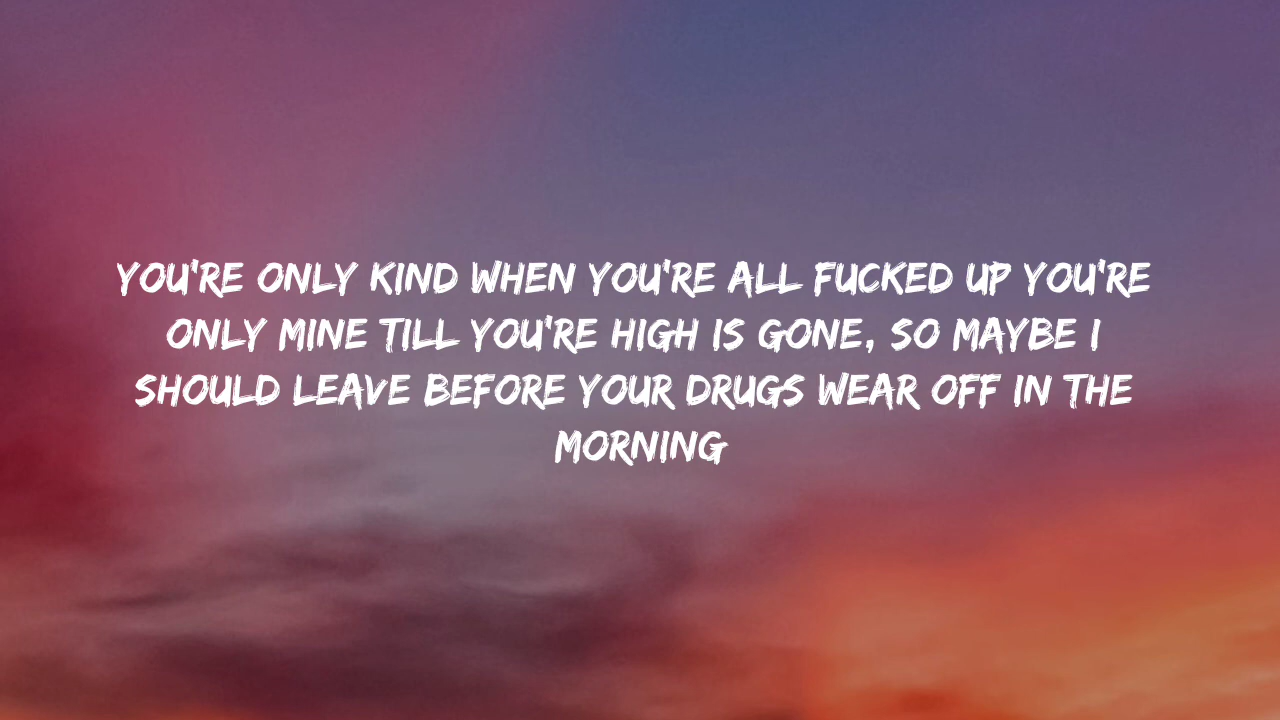 YOU'RE ONLY KIND WHEN YOU'RE ALL FUCKED UP YOU'RE
ONLY MINE TILL YOU'RE HIGH IS GONE, SO MAYBE I
SHOULD LEAVE BEFORE YOUR DRUGS WEAR OFF IN THE
MORNING